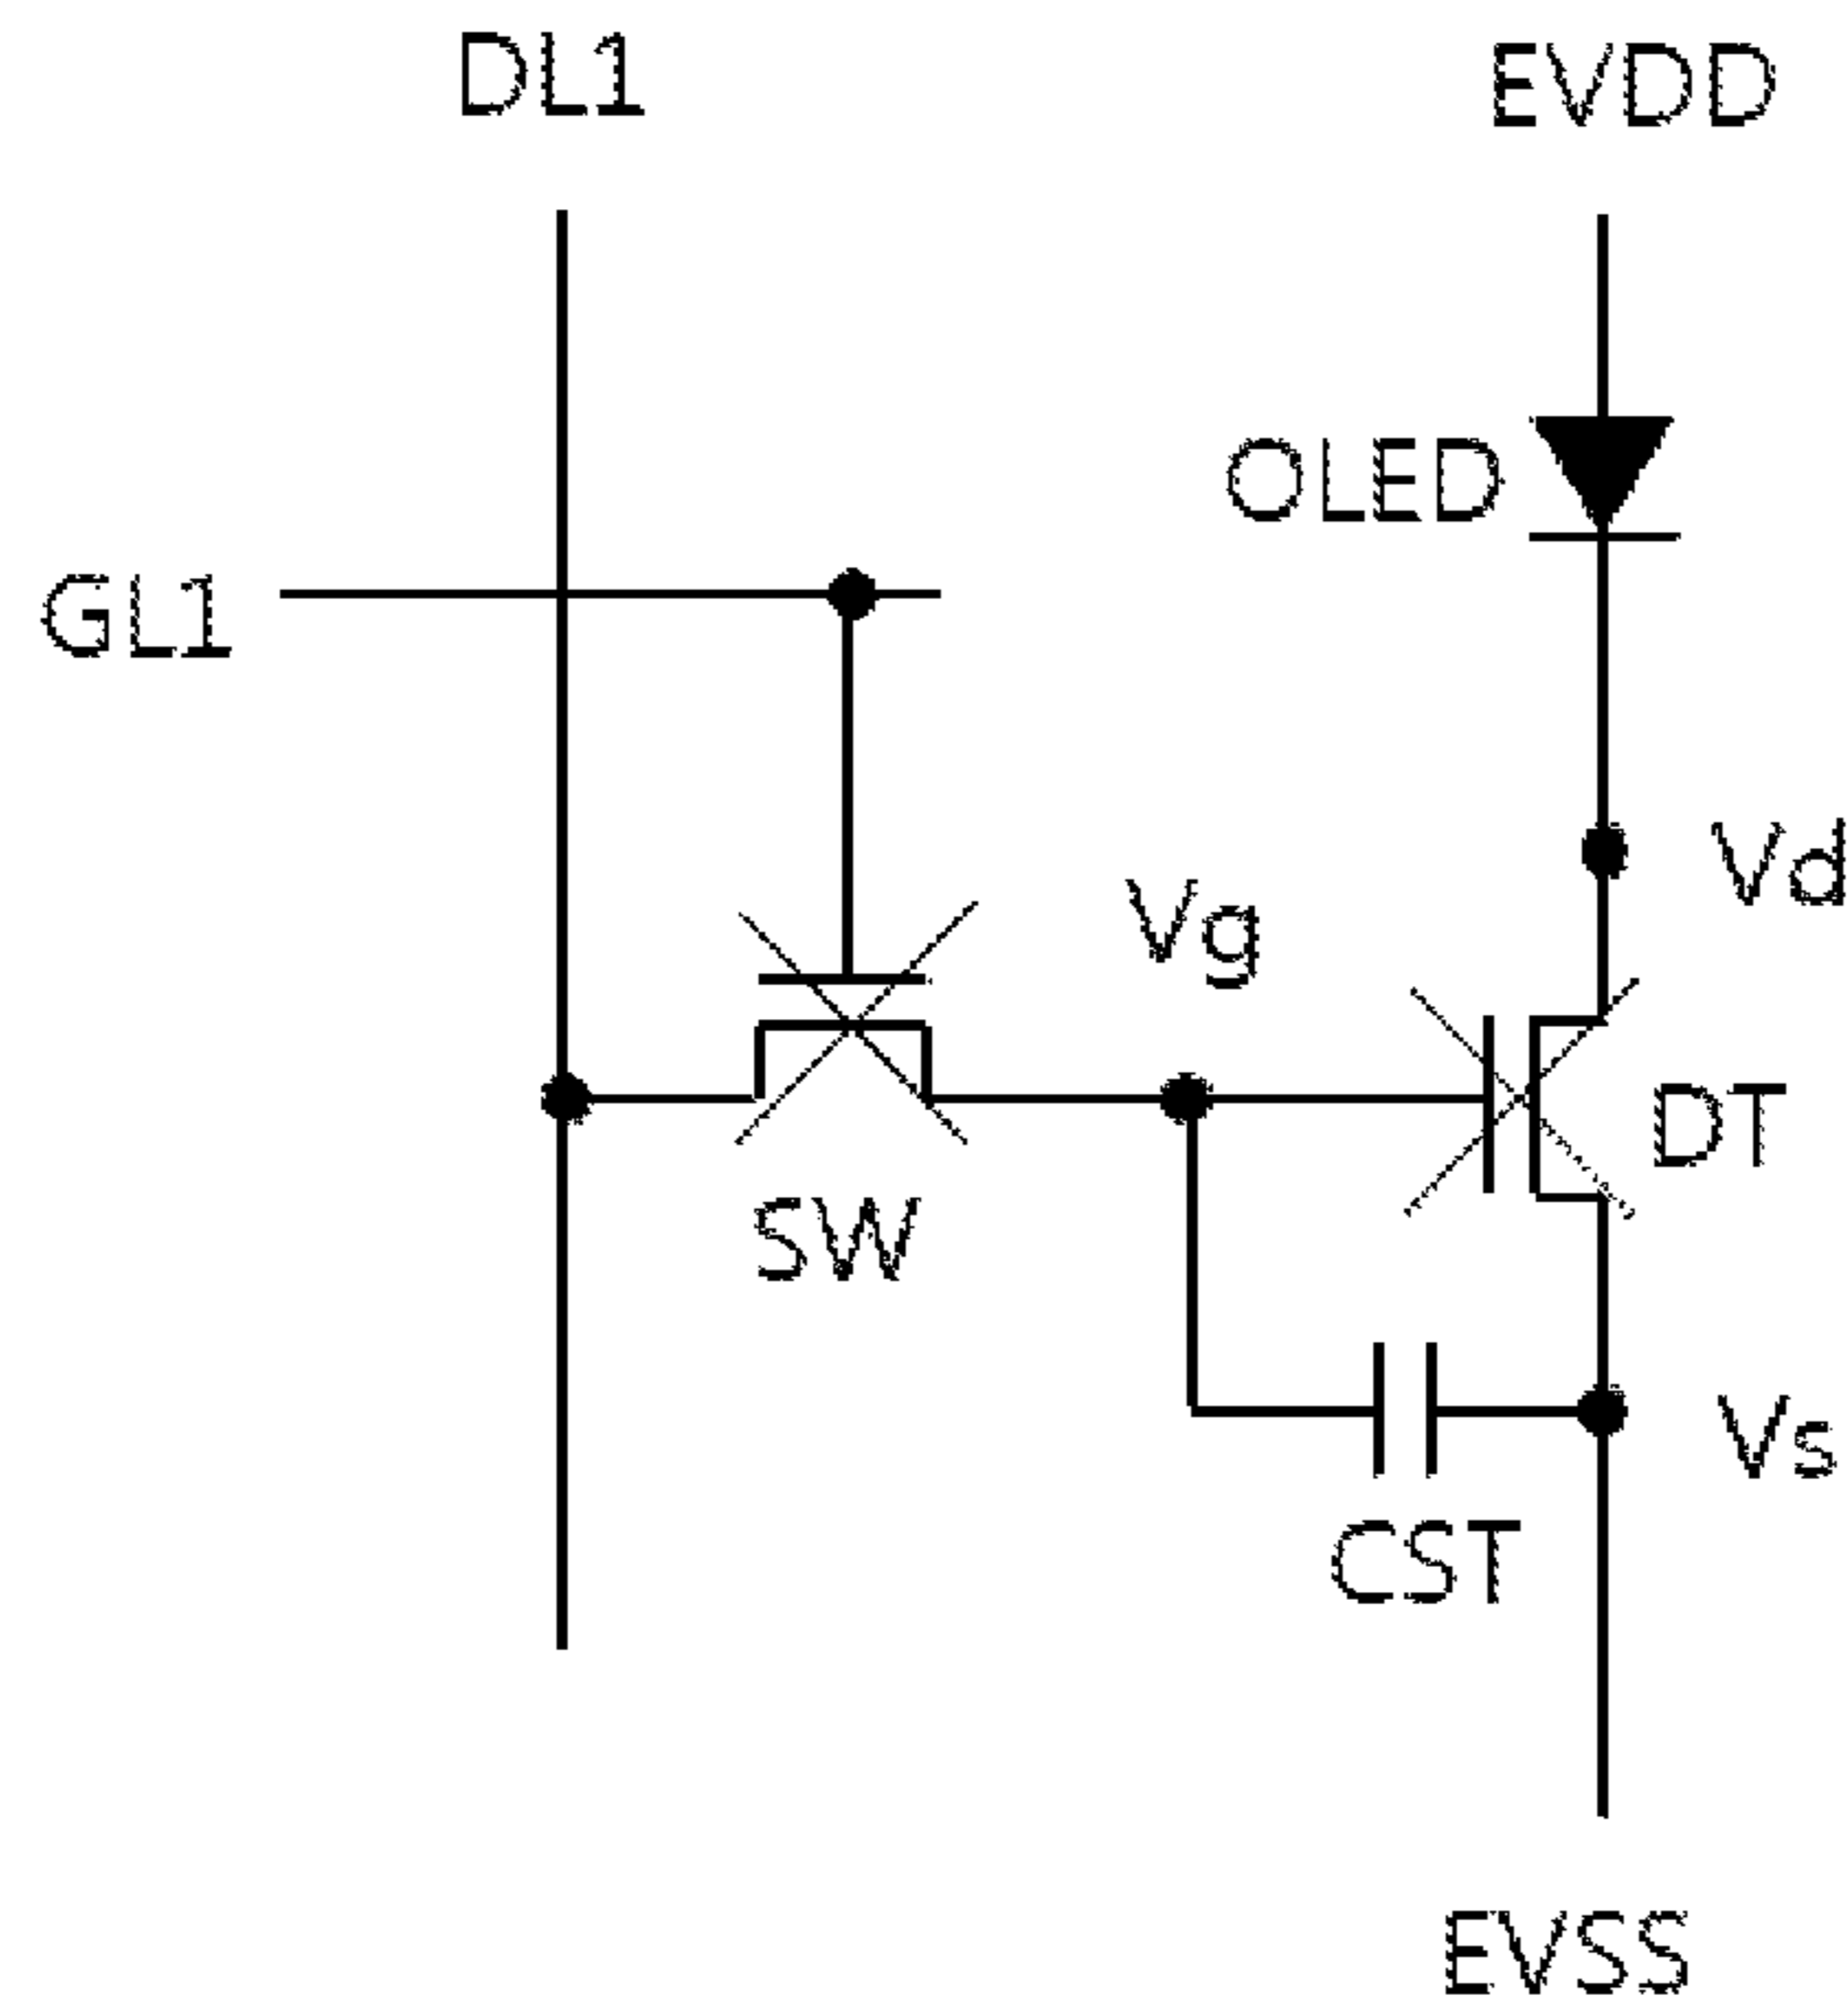 DL1
EVDD
OLED
GL1
Vd
Vg
DT
SW
Vs
CST
EVSS